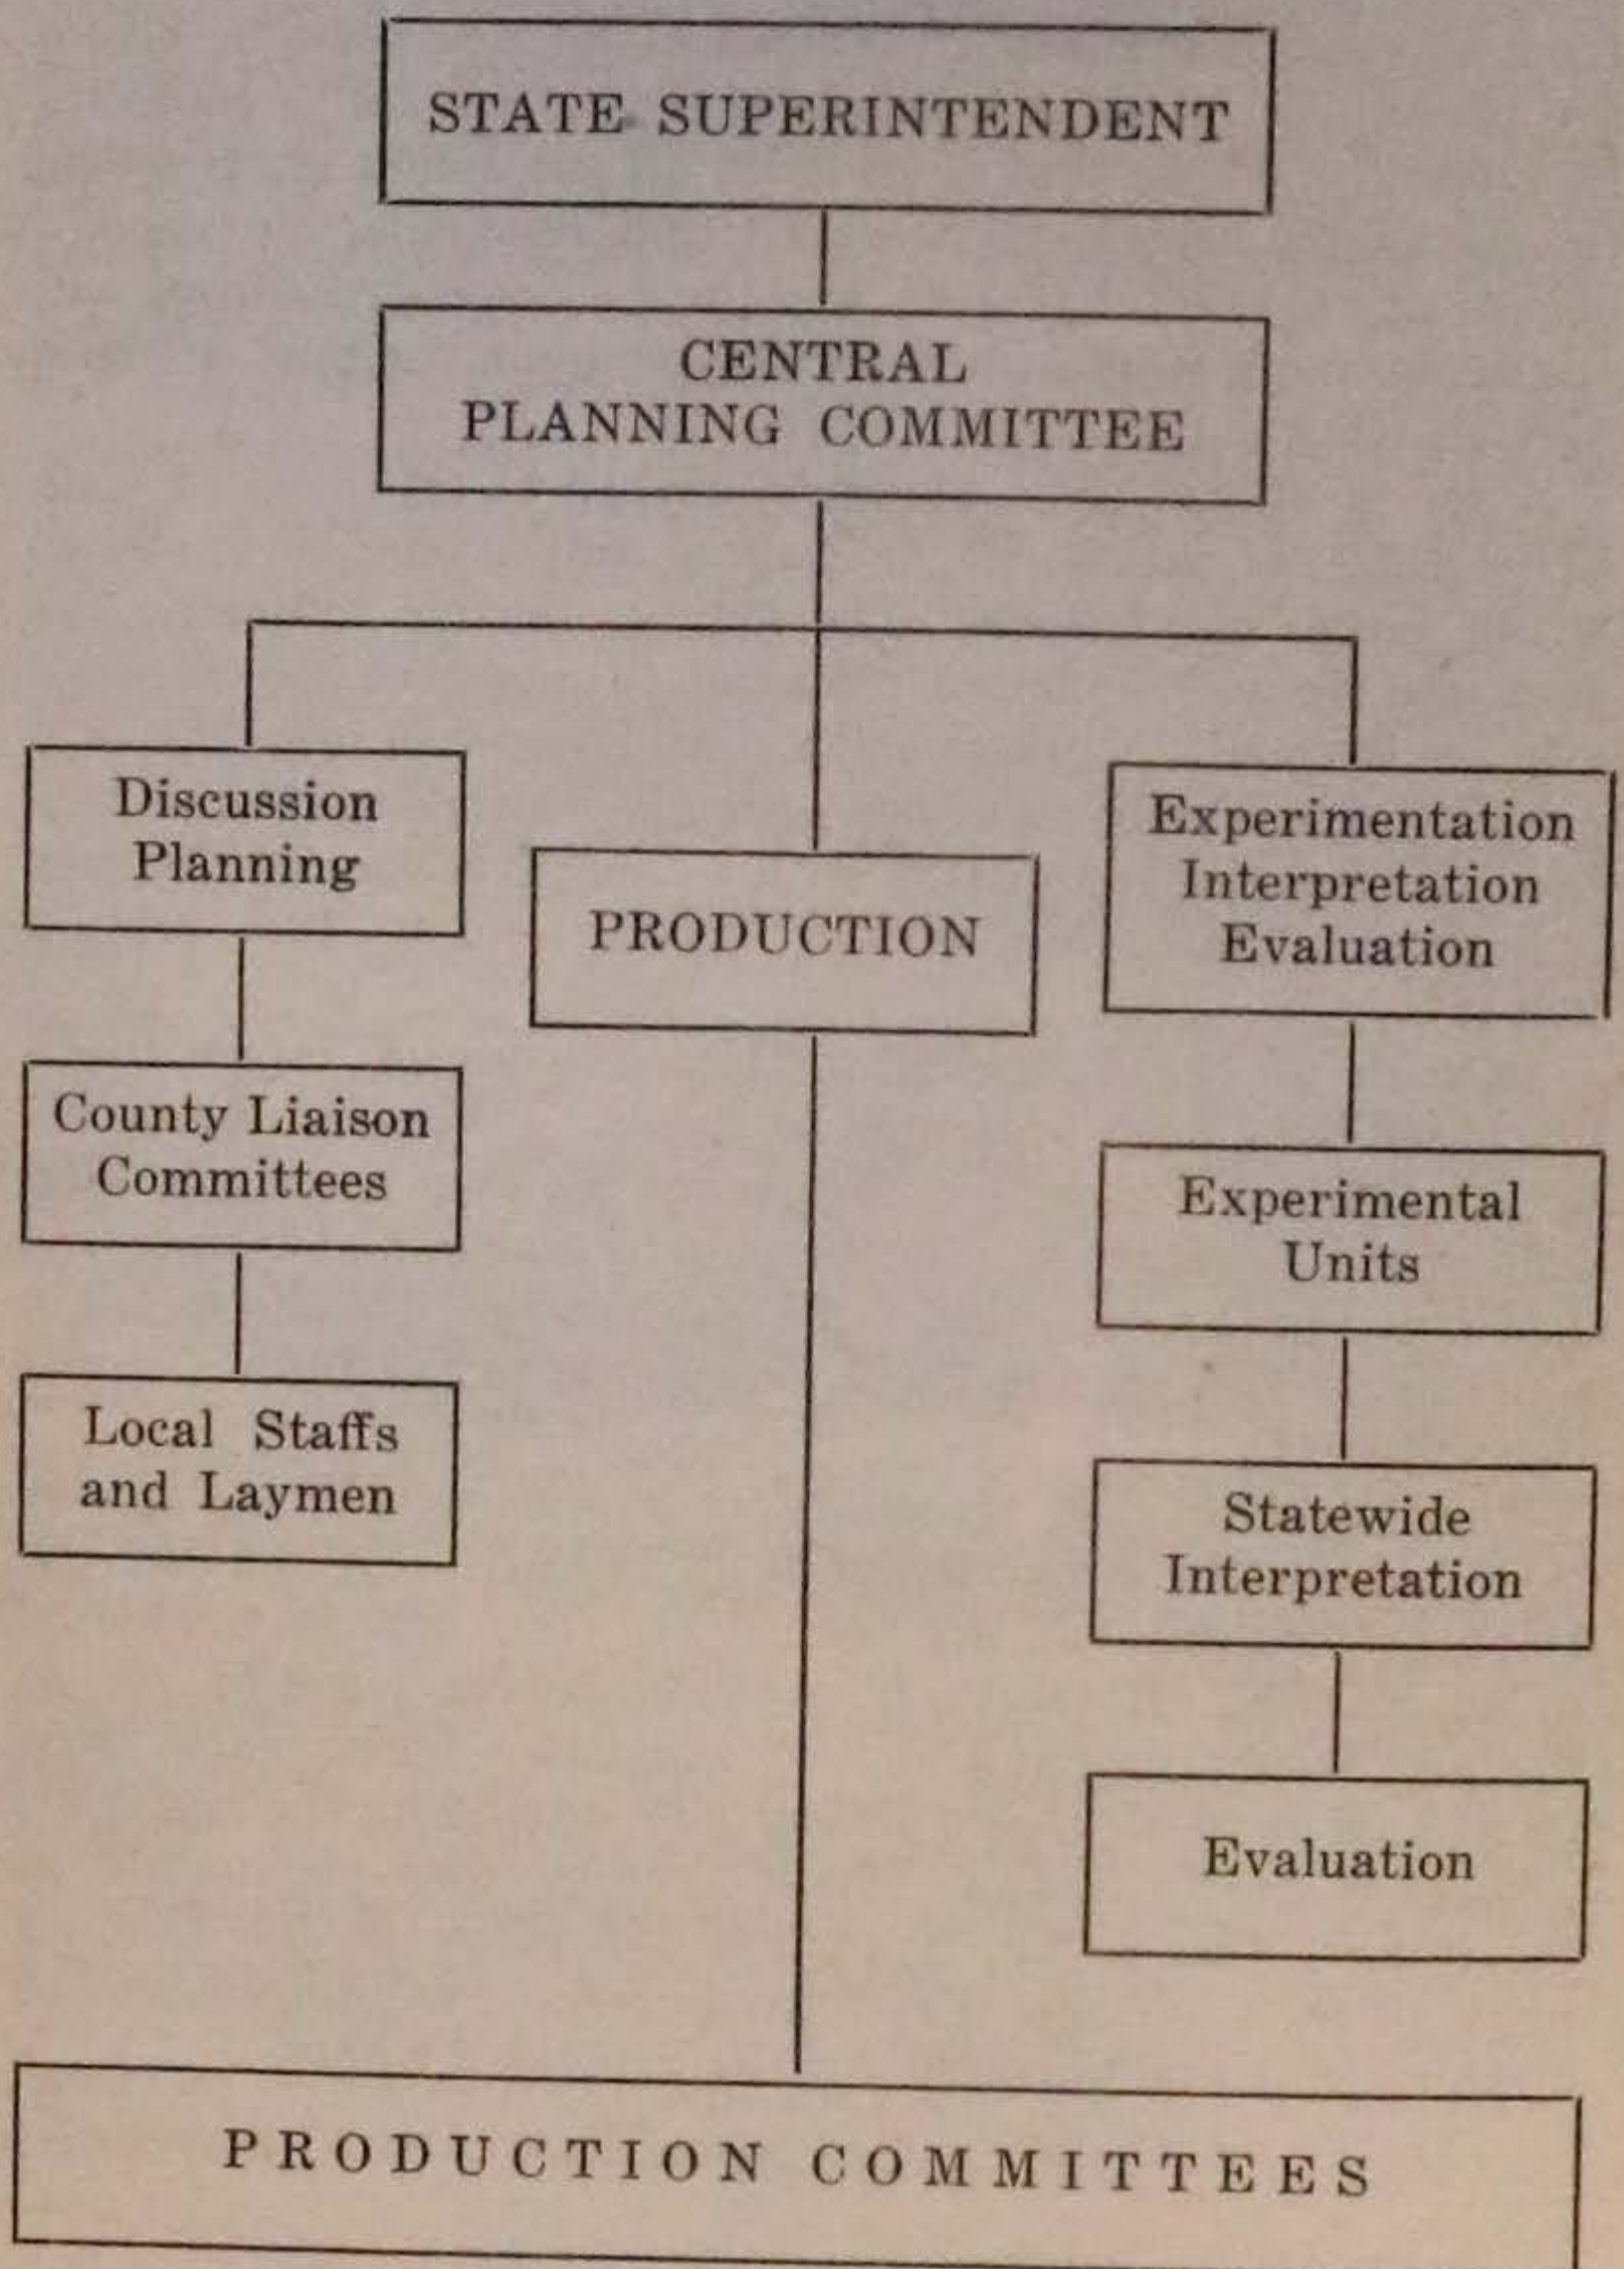 STATE SUPERINTENDENT
CENTRAL
PLANNING COMMITTEE
Discussion
Planning
County Liaison
Committees
Local Staffs
and Laymen
PRODUCTION
Experimentation
Interpretation
Evaluation
Experimental
Units
Statewide
Interpretation
Evaluation
PRODUCTION COMMITTEES